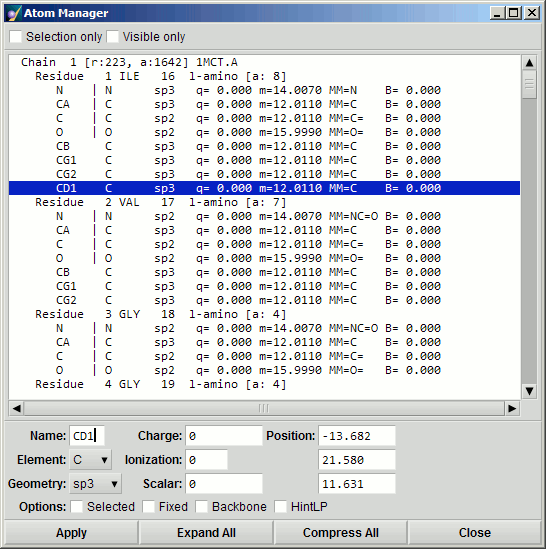 Atom Manager
Selection only Visible only
Chain 1 [r:223, a:1642] 1MCT.A
Residue 1 ILE 16 l-amino [a: 8]
N | N sp3 q= 0.000 m=14.0070 MM=N B= 0.000
CA | C sp3 q= 0.000 m=12.0110 MM=C B= 0.000
C | C sp2 q= 0.000 m=12.0110 MM=C= B= 0.000
O | O sp2 q= 0.000 m=15.9990 MM=O= B= 0.000
CB C sp3 q= 0.000 m=12.0110 MM=C B= 0.000
CG1 C sp3 q= 0.000 m=12.0110 MM=C B= 0.000
CG2 C sp3 q= 0.000 m=12.0110 MM=C B= 0.000
CD1 C sp3 q= 0.000 m=12.0110 MM=C B= 0.000
Residue 2 VAL 17 l-amino [a: 7]
N | N sp2 q= 0.000 m=14.0070 MM=NC=O B= 0.000
CA | C sp3 q= 0.000 m=12.0110 MM=C B= 0.000
C | C sp2 q= 0.000 m=12.0110 MM=C= B= 0.000
O | O sp2 q= 0.000 m=15.9990 MM=O= B= 0.000
CB C sp3 q= 0.000 m=12.0110 MM=C B= 0.000
CG1 C sp3 q= 0.000 m=12.0110 MM=C B= 0.000
CG2 C sp3 q= 0.000 m=12.0110 MM=C B= 0.000
Residue 3 GLY 18 l-amino [a: 4]
N | N sp2 q= 0.000 m=14.0070 MM=NC=O B= 0.000
CA | C sp3 q= 0.000 m=12.0110 MM=C B= 0.000
C | C sp2 q= 0.000 m=12.0110 MM=C= B= 0.000
O | O sp2 q= 0.000 m=15.9990 MM=O= B= 0.000
Residue 4 GLY 19 l-amino [a: 4]
Name: CD1 Charge: 0 Position: -13.682
Element: C Ionization: 0 21.580
Geometry: sp3 Scalar: 0 11.631
Options: Selected Fixed Backbone HintLP
Apply Expand All Compress All Close